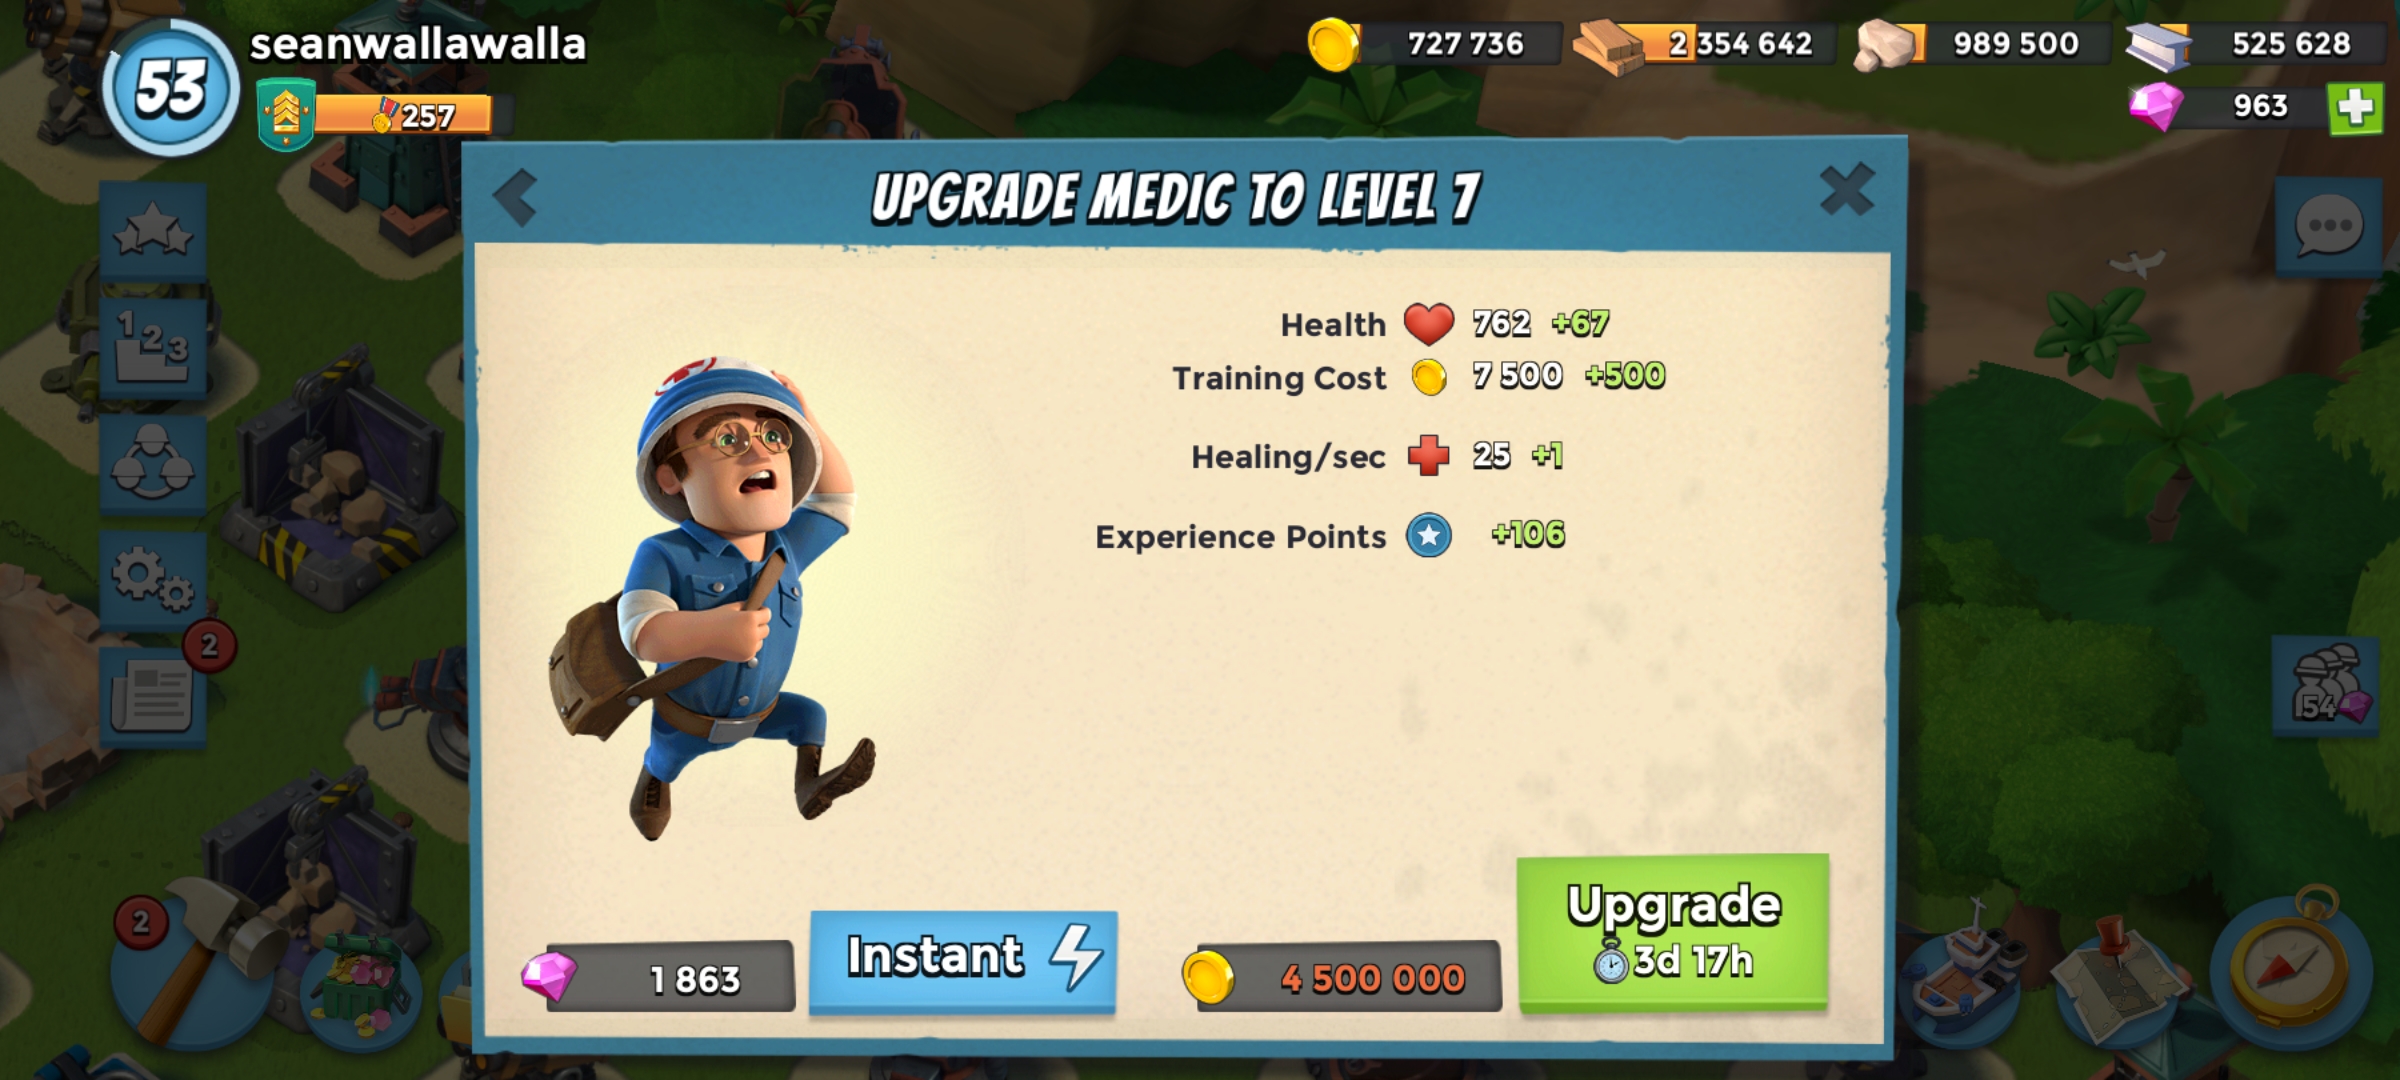 53
seanwallawalla
257
727 736
2 354 642
989 500
525 628
963
UPGRADE MEDIC TO LEVEL 7
Health 762 +67
Training Cost 7 500 +500
Healing/sec 25 +1
Experience Points +106
1 2 3
2
154
2
1 863
Instant
4 500 000
Upgrade
3d 17h